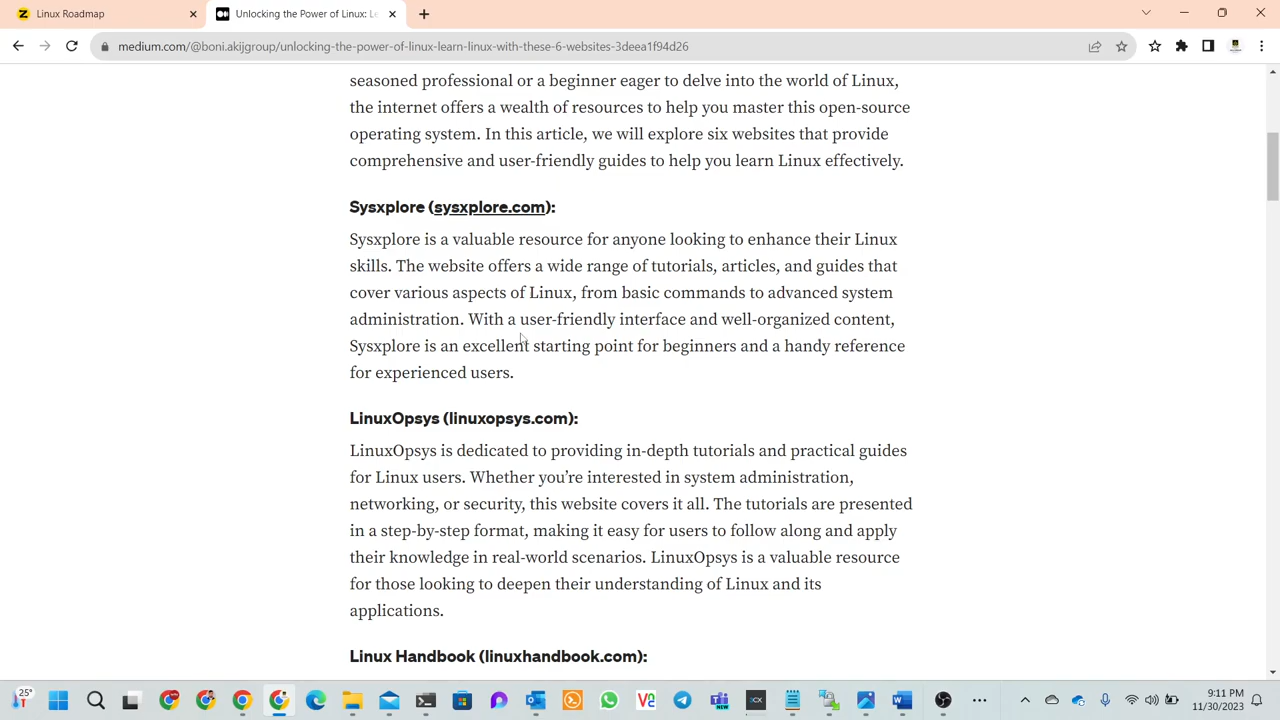 Linux Roadmap
Unlocking the Power of Linux: Le
medium.com/@boni.akijgroup/unlocking-the-power-of-linux-learn-linux-with-these-6-websites-3deea1f94d26
seasoned professional or a beginner eager to delve into the world of Linux,
the internet offers a wealth of resources to help you master this open-source
operating system. In this article, we will explore six websites that provide
comprehensive and user-friendly guides to help you learn Linux effectively.
Sysxplore (sysxplore.com):
Sysxplore is a valuable resource for anyone looking to enhance their Linux
skills. The website offers a wide range of tutorials, articles, and guides that
cover various aspects of Linux, from basic commands to advanced system
administration. With a user-friendly interface and well-organized content,
Sysxplore is an excellent starting point for beginners and a handy reference
for experienced users.
LinuxOpsys (linuxopsys.com):
LinuxOpsys is dedicated to providing in-depth tutorials and practical guides
for Linux users. Whether you’re interested in system administration,
networking, or security, this website covers it all. The tutorials are presented
in a step-by-step format, making it easy for users to follow along and apply
their knowledge in real-world scenarios. LinuxOpsys is a valuable resource
for those looking to deepen their understanding of Linux and its
applications.
Linux Handbook (linuxhandbook.com):
25°
9:11 PM
11/30/2023